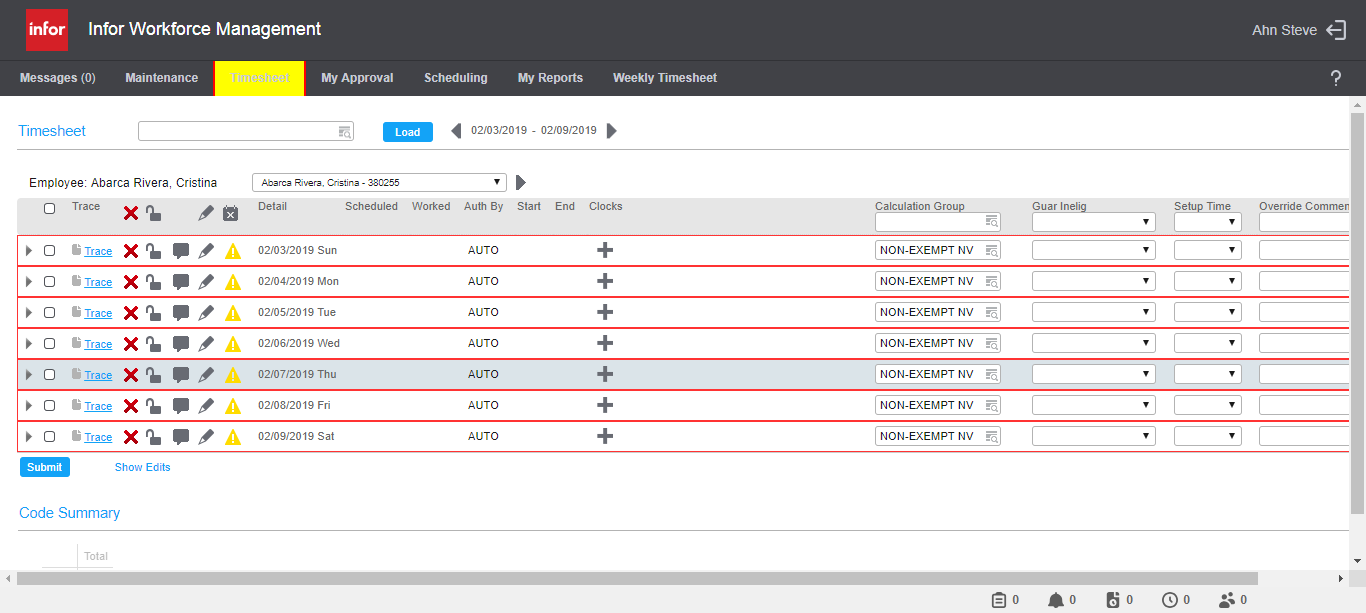 infor Infor Workforce Management Ahn Steve
Messages (0) Maintenance Timesheet My Approval Scheduling My Reports Weekly Timesheet ?
Timesheet Load 02/03/2019 - 02/09/2019
Employee: Abarca Rivera, Cristina Abarca Rivera, Cristina - 380255
Trace Detail Scheduled Worked Auth By Start End Clocks Calculation Group Guar Inelig Setup Time Override Commen
Trace 02/03/2019 Sun AUTO NON-EXEMPT NV
Trace 02/04/2019 Mon AUTO NON-EXEMPT NV
Trace 02/05/2019 Tue AUTO NON-EXEMPT NV
Trace 02/06/2019 Wed AUTO NON-EXEMPT NV
Trace 02/07/2019 Thu AUTO NON-EXEMPT NV
Trace 02/08/2019 Fri AUTO NON-EXEMPT NV
Trace 02/09/2019 Sat AUTO NON-EXEMPT NV
Submit Show Edits
Code Summary
Total
0 0 0 0 0